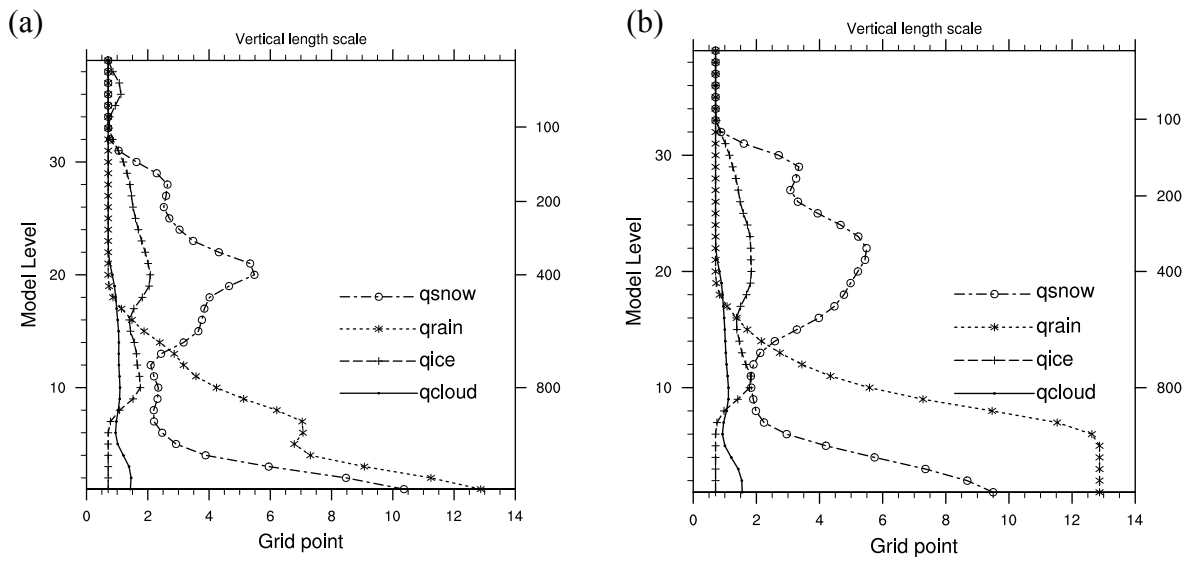 (a)
Vertical length scale
Model Level
30
20
10
100
200
400
800
qsnow
qrain
qice
qcloud
0 2 4 6 8 10 12 14
Grid point
(b)
Vertical length scale
Model Level
30
20
10
100
200
400
800
qsnow
qrain
qice
qcloud
0 2 4 6 8 10 12 14
Grid point